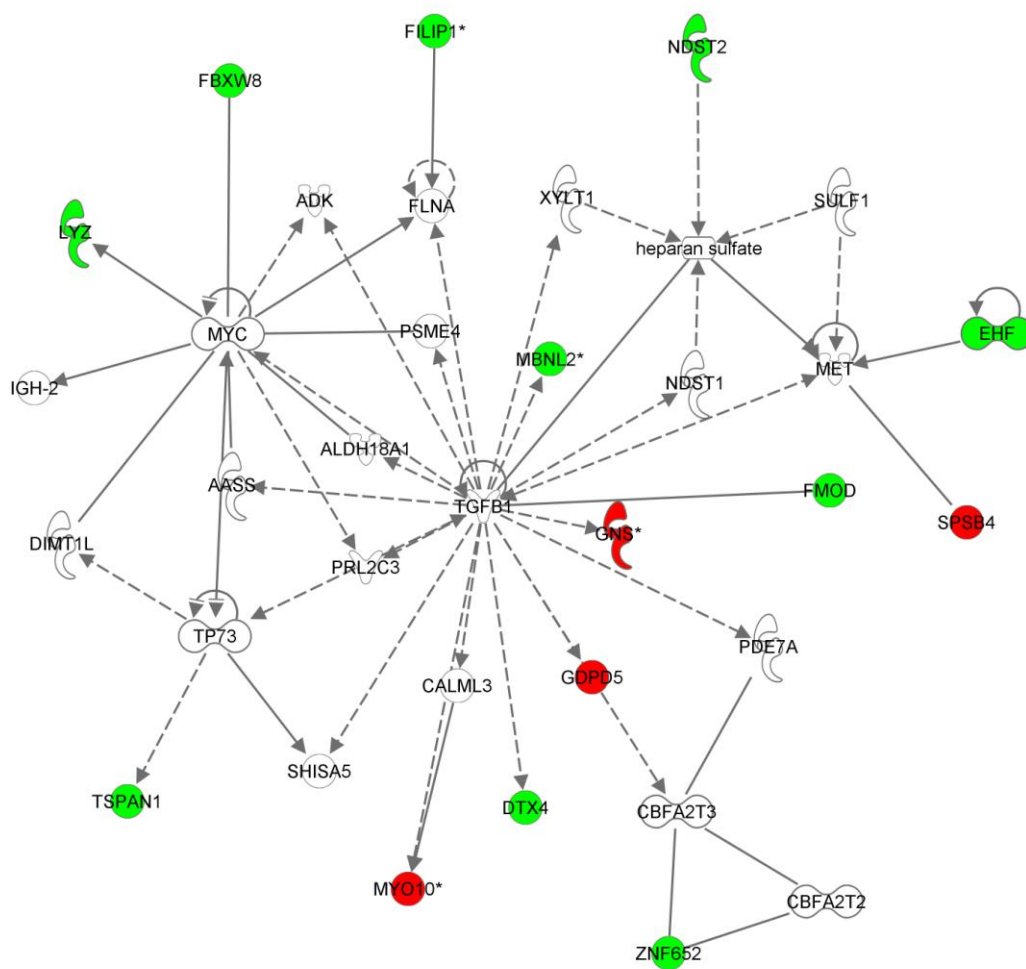 FILIP1*
NDST2
FBXW8
ADK
FLNA
XYLT1
SULF1
LYZ
heparan sulfate
MYC
PSME4
EHF
MBNL2*
MET
NDST1
IGH-2
ALDH18A1
AASS
TGFB1
FMOD
GNS*
SPSB4
DIMT1L
PRL2C3
TP73
PDE7A
CALML3
GDPD5
SHISA5
TSPAN1
DTX4
CBFA2T3
MYO10*
CBFA2T2
ZNF652